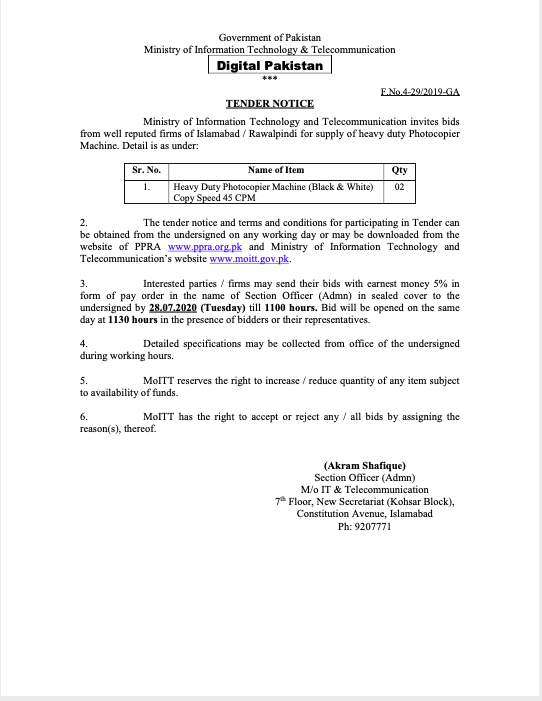 Government of Pakistan
Ministry of Information Technology & Telecommunication
Digital Pakistan
***
F.No.4-29/2019-GA
TENDER NOTICE
Ministry of Information Technology and Telecommunication invites bids
from well reputed firms of Islamabad / Rawalpindi for supply of heavy duty Photocopier
Machine. Detail is as under:
Sr. No. Name of Item Qty
1. Heavy Duty Photocopier Machine (Black & White) 02
Copy Speed 45 CPM
2. The tender notice and terms and conditions for participating in Tender can
be obtained from the undersigned on any working day or may be downloaded from the
website of PPRA www.ppra.org.pk and Ministry of Information Technology and
Telecommunication's website www.moitt.gov.pk.
3. Interested parties / firms may send their bids with earnest money 5% in
form of pay order in the name of Section Officer (Admn) in sealed cover to the
undersigned by 28.07.2020 (Tuesday) till 1100 hours. Bid will be opened on the same
day at 1130 hours in the presence of bidders or their representatives.
4. Detailed specifications may be collected from office of the undersigned
during working hours.
5. MoITT reserves the right to increase / reduce quantity of any item subject
to availability of funds.
6. MoITT has the right to accept or reject any / all bids by assigning the
reason(s), thereof.
(Akram Shafique)
Section Officer (Admn)
M/o IT & Telecommunication
7th Floor, New Secretariat (Kohsar Block),
Constitution Avenue, Islamabad
Ph: 9207771